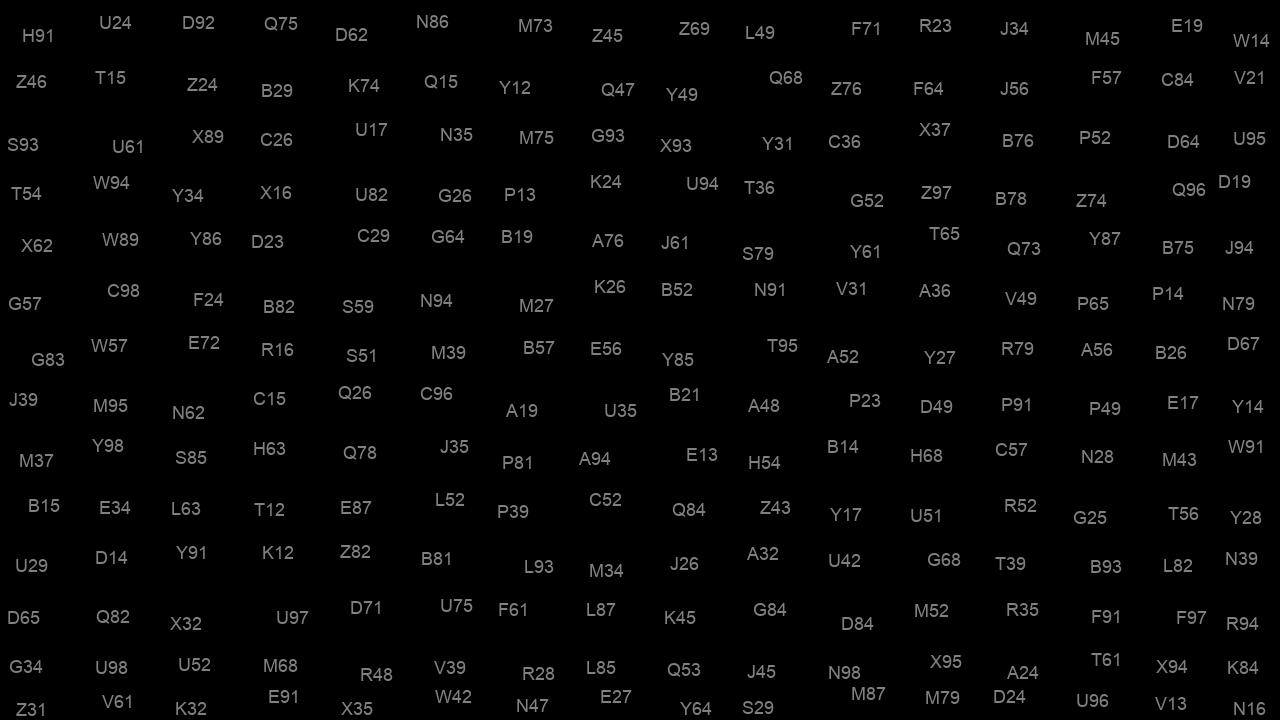 H91 U24 D92 Q75 D62 N86 M73 Z45 Z69 L49 F71 R23 J34 M45 E19 W14
Z46 T15 Z24 B29 K74 Q15 Y12 Q47 Y49 Q68 Z76 F64 J56 F57 C84 V21
S93 U61 X89 C26 U17 N35 M75 G93 X93 Y31 C36 X37 B76 P52 D64 U95
T54 W94 Y34 X16 U82 G26 P13 K24 U94 T36 G52 Z97 B78 Z74 Q96 D19
X62 W89 Y86 D23 C29 G64 B19 A76 J61 S79 Y61 T65 Q73 Y87 B75 J94
G57 C98 F24 B82 S59 N94 M27 K26 B52 N91 V31 A36 V49 P65 P14 N79
G83 W57 E72 R16 S51 M39 B57 E56 Y85 T95 A52 Y27 R79 A56 B26 D67
J39 M95 N62 C15 Q26 C96 A19 U35 B21 A48 P23 D49 P91 P49 E17 Y14
M37 Y98 S85 H63 Q78 J35 P81 A94 E13 H54 B14 H68 C57 N28 M43 W91
B15 E34 L63 T12 E87 L52 P39 C52 Q84 Z43 Y17 U51 R52 G25 T56 Y28
U29 D14 Y91 K12 Z82 B81 L93 M34 J26 A32 U42 G68 T39 B93 L82 N39
D65 Q82 X32 U97 D71 U75 F61 L87 K45 G84 D84 M52 R35 F91 F97 R94
G34 U98 U52 M68 R48 V39 R28 L85 Q53 J45 N98 X95 A24 T61 X94 K84
Z31 V61 K32 E91 X35 W42 N47 E27 Y64 S29 M87 M79 D24 U96 V13 N16